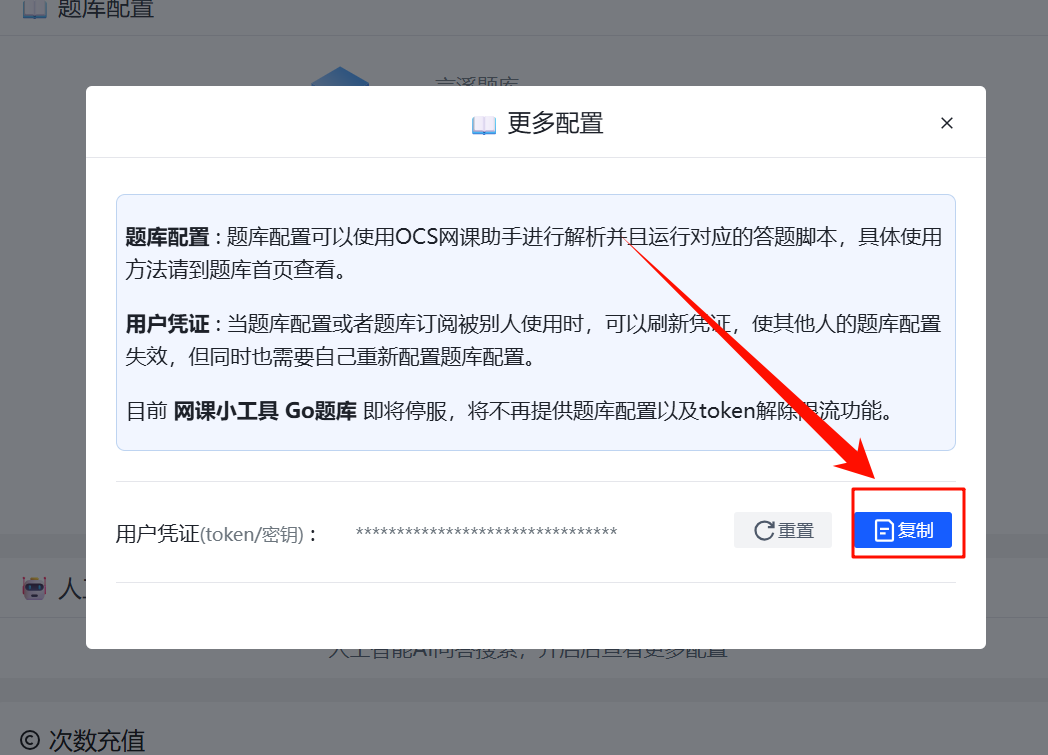 题库配置
言溪题库
更多配置
题库配置 : 题库配置可以使用OCS网课助手进行解析并且运行对应的答题脚本，具体使用
方法请到题库首页查看。
用户凭证 : 当题库配置或者题库订阅被别人使用时，可以刷新凭证，使其他人的题库配置
失效，但同时也需要自己重新配置题库配置。
目前 网课小工具 Go题库 即将停服，将不再提供题库配置以及token解除限流功能。
用户凭证(token/密钥)： ******************************** 重置 复制
人工
人工智能AI问答搜索，开启后查看更多配置
© 次数充值